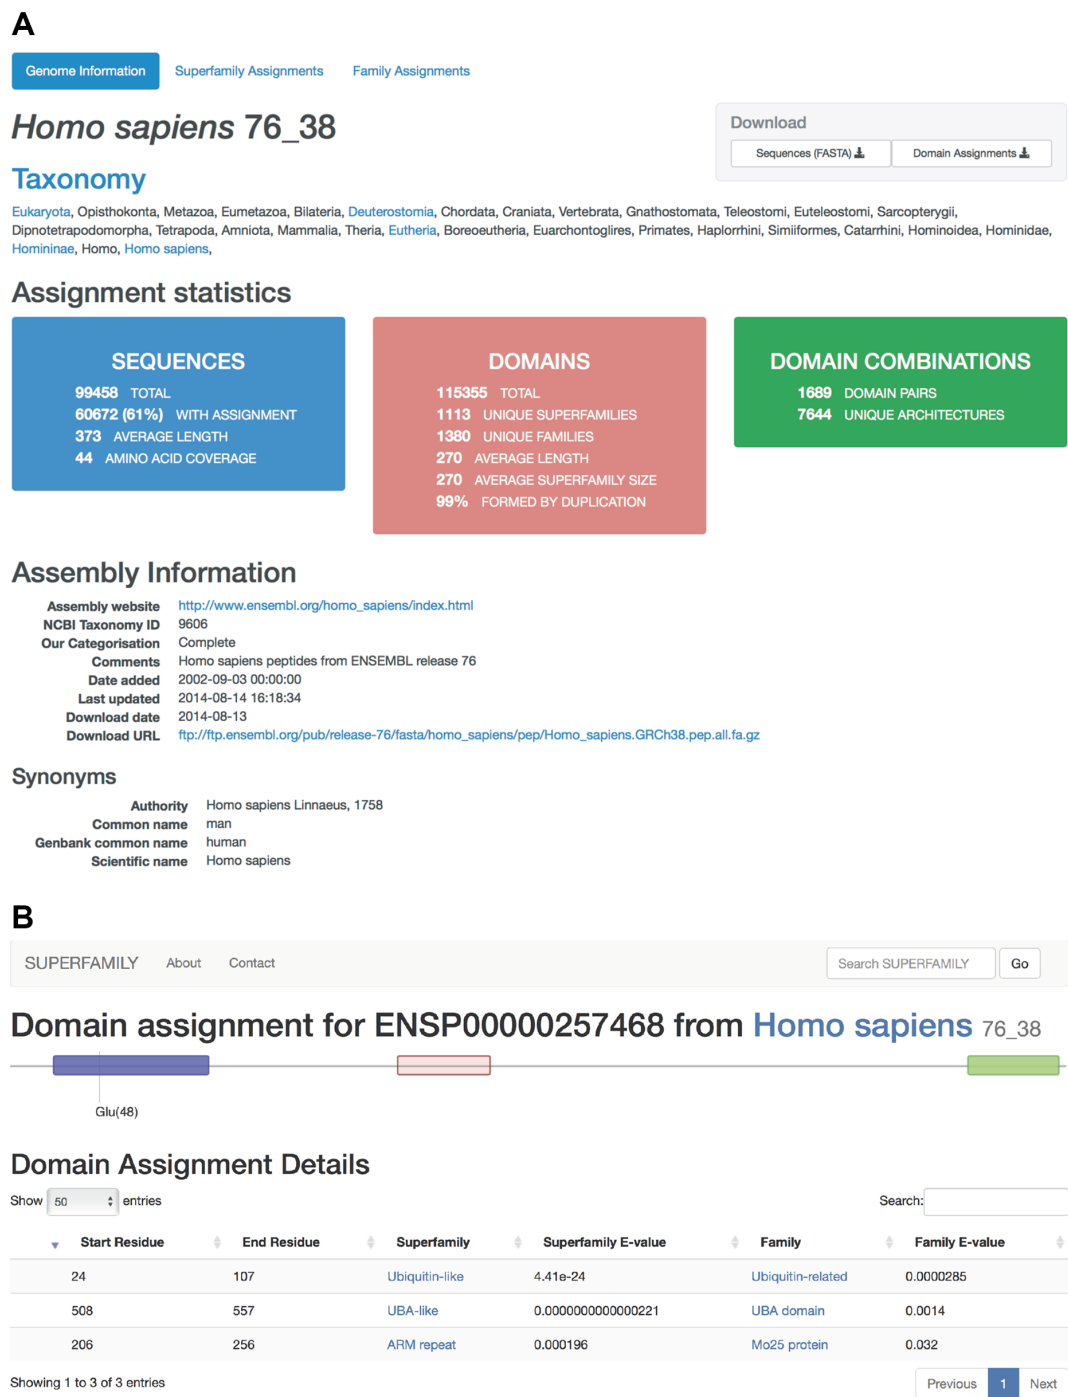 A
Genome Information Superfamily Assignments Family Assignments
Homo sapiens 76_38
Download
Sequences (FASTA) Domain Assignments
Taxonomy
Eukaryota, Opisthokonta, Metazoa, Eumetazoa, Bilateria, Deuterostomia, Chordata, Craniata, Vertebrata, Gnathostomata, Teleostomi, Euteleostomi, Sarcopterygii,
Dipnotetrapodomorpha, Tetrapoda, Amniota, Mammalia, Theria, Eutheria, Boreoeutheria, Euarchontoglires, Primates, Haplorrhini, Simiiformes, Catarrhini, Hominoidea, Hominidae,
Homininae, Homo, Homo sapiens,
Assignment statistics
SEQUENCES
99458 TOTAL
60672 (61%) WITH ASSIGNMENT
373 AVERAGE LENGTH
44 AMINO ACID COVERAGE
DOMAINS
115355 TOTAL
1113 UNIQUE SUPERFAMILIES
1380 UNIQUE FAMILIES
270 AVERAGE LENGTH
270 AVERAGE SUPERFAMILY SIZE
99% FORMED BY DUPLICATION
DOMAIN COMBINATIONS
1689 DOMAIN PAIRS
7644 UNIQUE ARCHITECTURES
Assembly Information
Assembly website http://www.ensembl.org/homo_sapiens/index.html
NCBI Taxonomy ID 9606
Our Categorisation Complete
Comments Homo sapiens peptides from ENSEMBL release 76
Date added 2002-09-03 00:00:00
Last updated 2014-08-14 16:18:34
Download date 2014-08-13
Download URL ftp://ftp.ensembl.org/pub/release-76/fasta/homo_sapiens/pep/Homo_sapiens.GRCh38.pep.all.fa.gz
Synonyms
Authority Homo sapiens Linnaeus, 1758
Common name man
Genbank common name human
Scientific name Homo sapiens
B
SUPERFAMILY About Contact Search SUPERFAMILY Go
Domain assignment for ENSP00000257468 from Homo sapiens 76_38
Glu(48)
Domain Assignment Details
Show 50 entries Search:
Start Residue End Residue Superfamily Superfamily E-value Family Family E-value
24 107 Ubiquitin-like 4.41e-24 Ubiquitin-related 0.0000285
508 557 UBA-like 0.0000000000000221 UBA domain 0.0014
206 256 ARM repeat 0.000196 Mo25 protein 0.032
Showing 1 to 3 of 3 entries Previous 1 Next